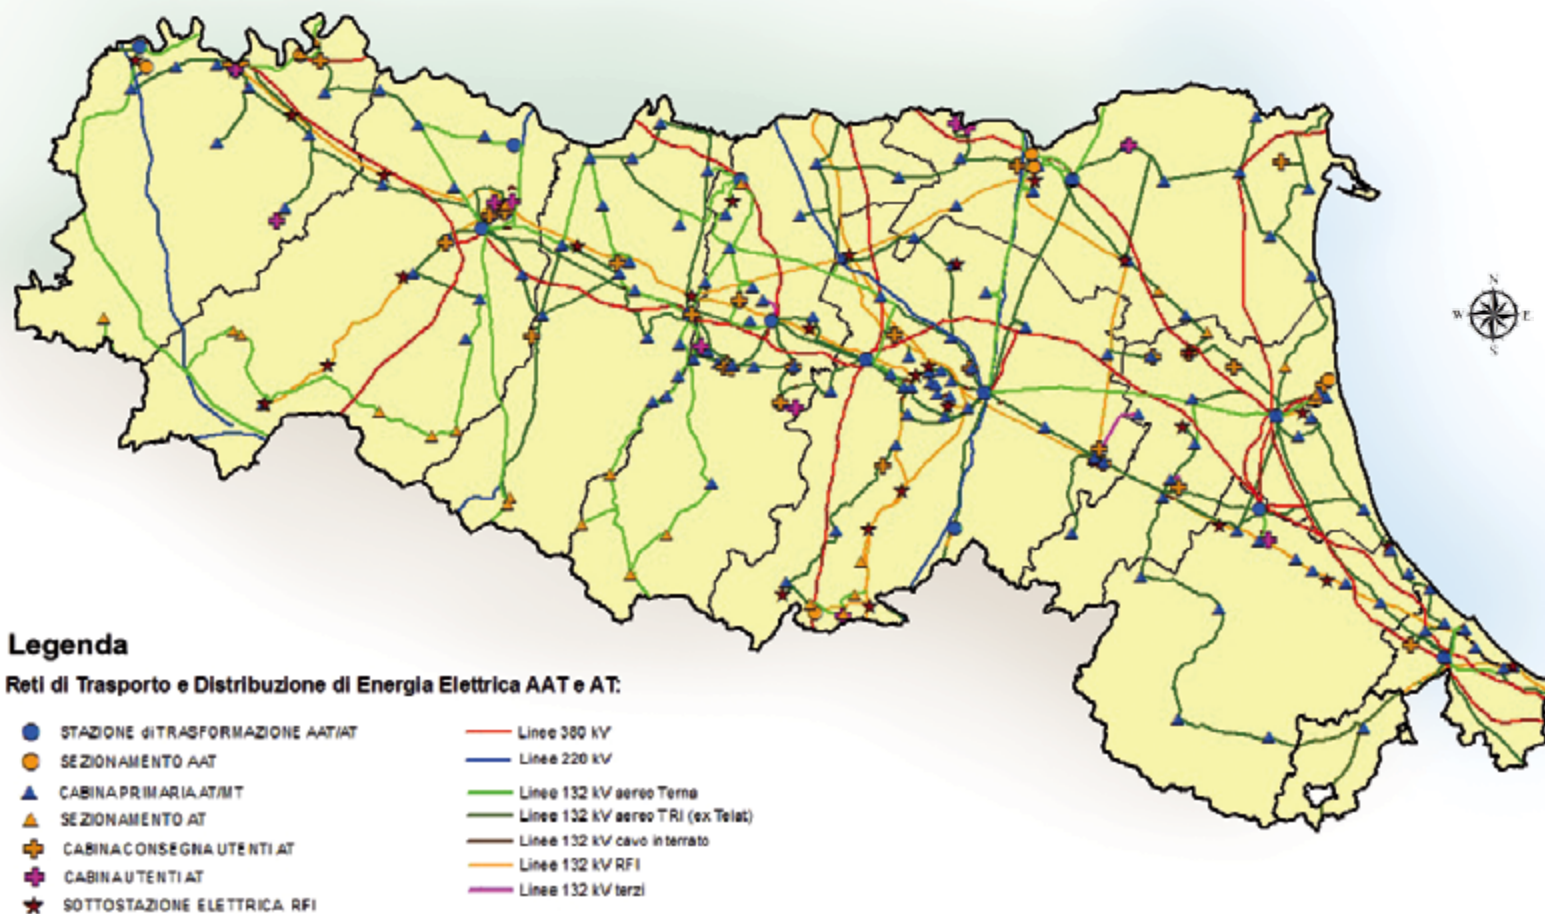 N
W E
S
Legenda
Reti di Trasporto e Distribuzione di Energia Elettrica AAT e AT:
STAZIONE di TRASFORMAZIONE AAT/AT
SEZIONAMENTO AAT
CABINA PRIMARIA AT/MT
SEZIONAMENTO AT
CABINA CONSEGNA UTENTI AT
CABINA UTENTI AT
SOTTOSTAZIONE ELETTRICA RFI
Linee 380 kV
Linee 220 kV
Linee 132 kV aereo Terna
Linee 132 kV aereo TRI (ex Telat)
Linee 132 kV cavo interrato
Linee 132 kV RFI
Linee 132 kV terzi